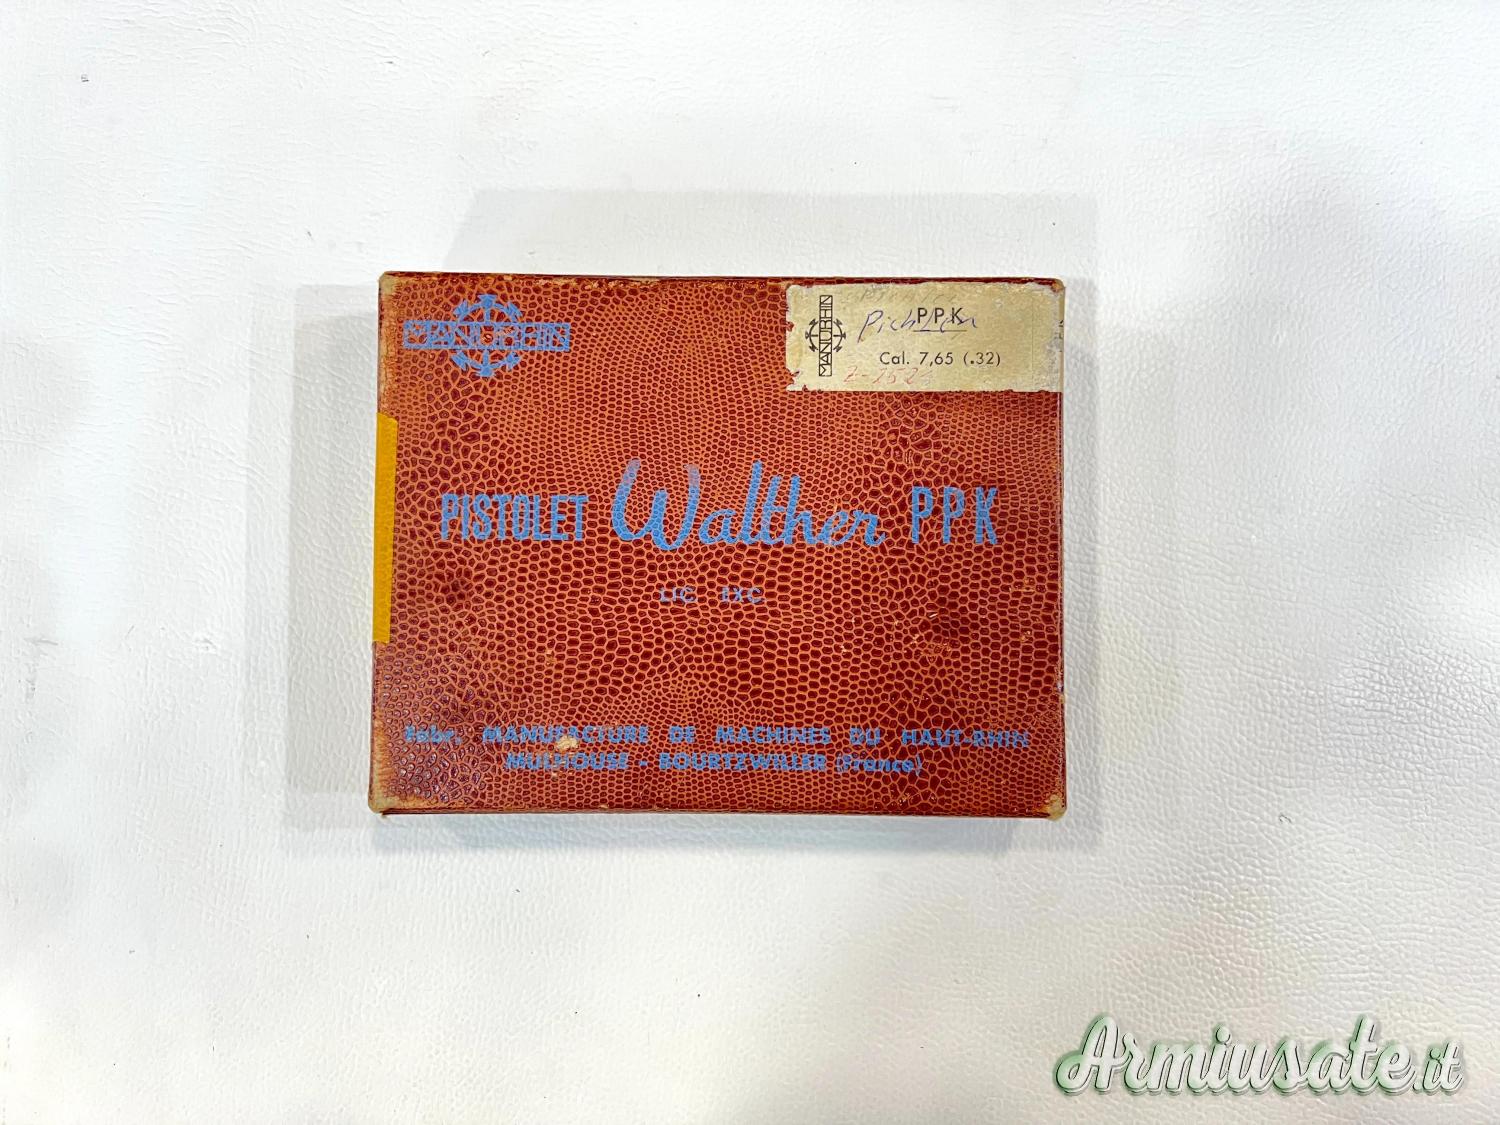 MANURHIN
MANURHIN
P.P.K
Cal. 7,65 (.32)
PISTOLET Walther PPK
LIC. EXC.
Fabr. MANUFACTURE DE MACHINES DU HAUT-RHIN
MULHOUSE - BOURTZWILLER (France)
Armiusate.it